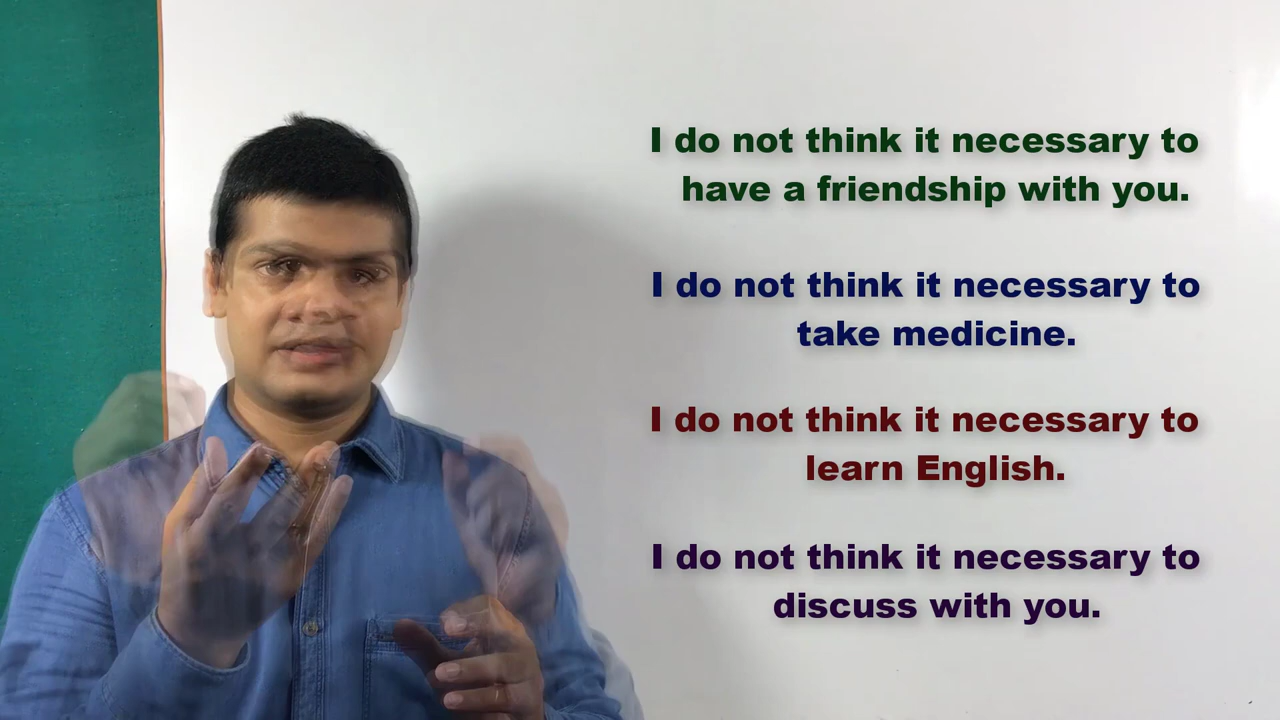 I do not think it necessary to
have a friendship with you.
I do not think it necessary to
take medicine.
I do not think it necessary to
learn English.
I do not think it necessary to
discuss with you.